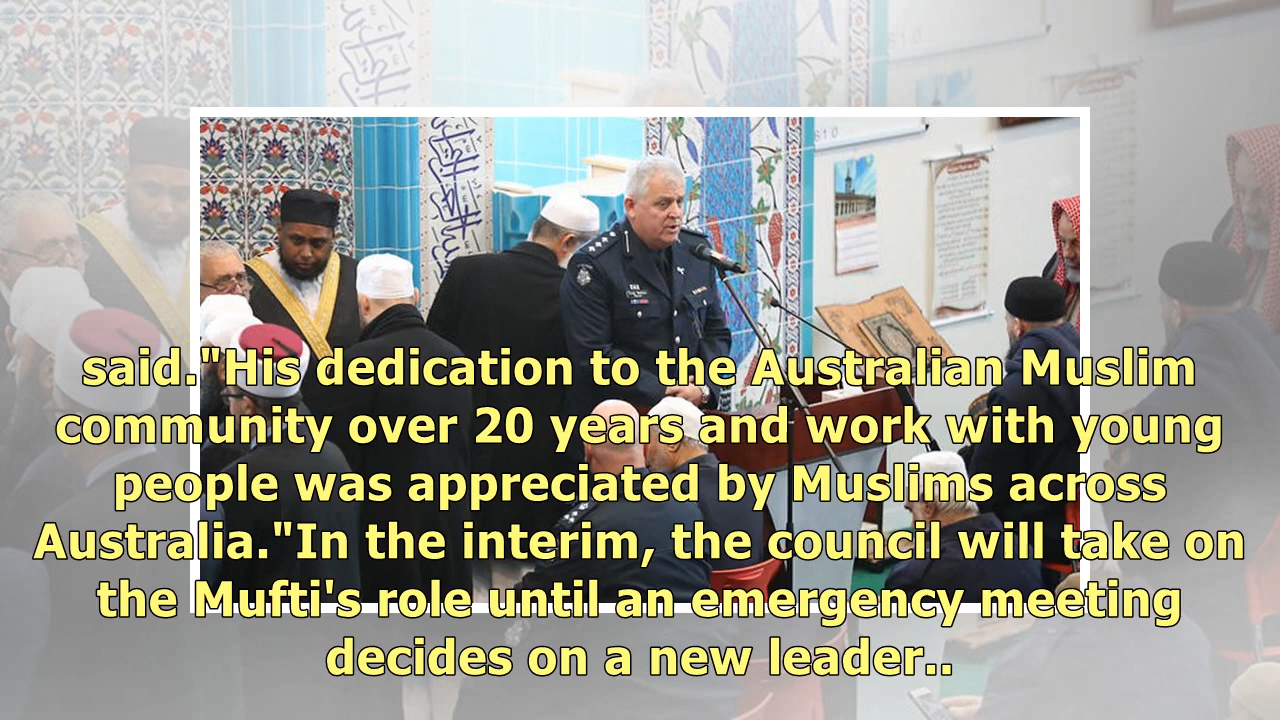 said."His dedication to the Australian Muslim
community over 20 years and work with young
people was appreciated by Muslims across
Australia."In the interim, the council will take on
the Mufti's role until an emergency meeting
decides on a new leader..